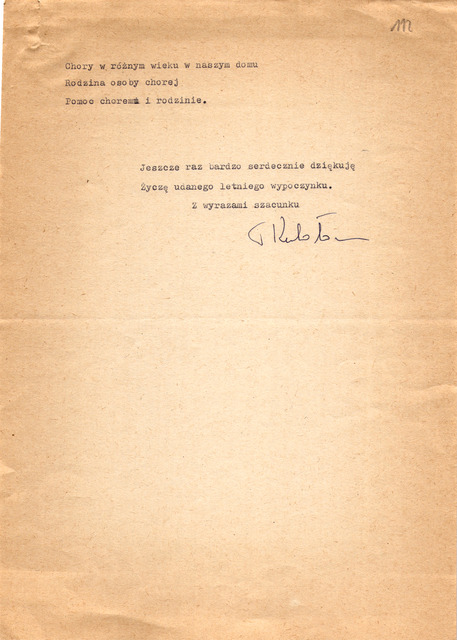 Chory w różnym wieku w naszym domu
Rodzina osoby chorej
Pomoc choremu i rodzinie.
Jeszcze raz bardzo serdecznie dziękuję
Życzę udanego letniego wypoczynku.
Z wyrazami szacunku